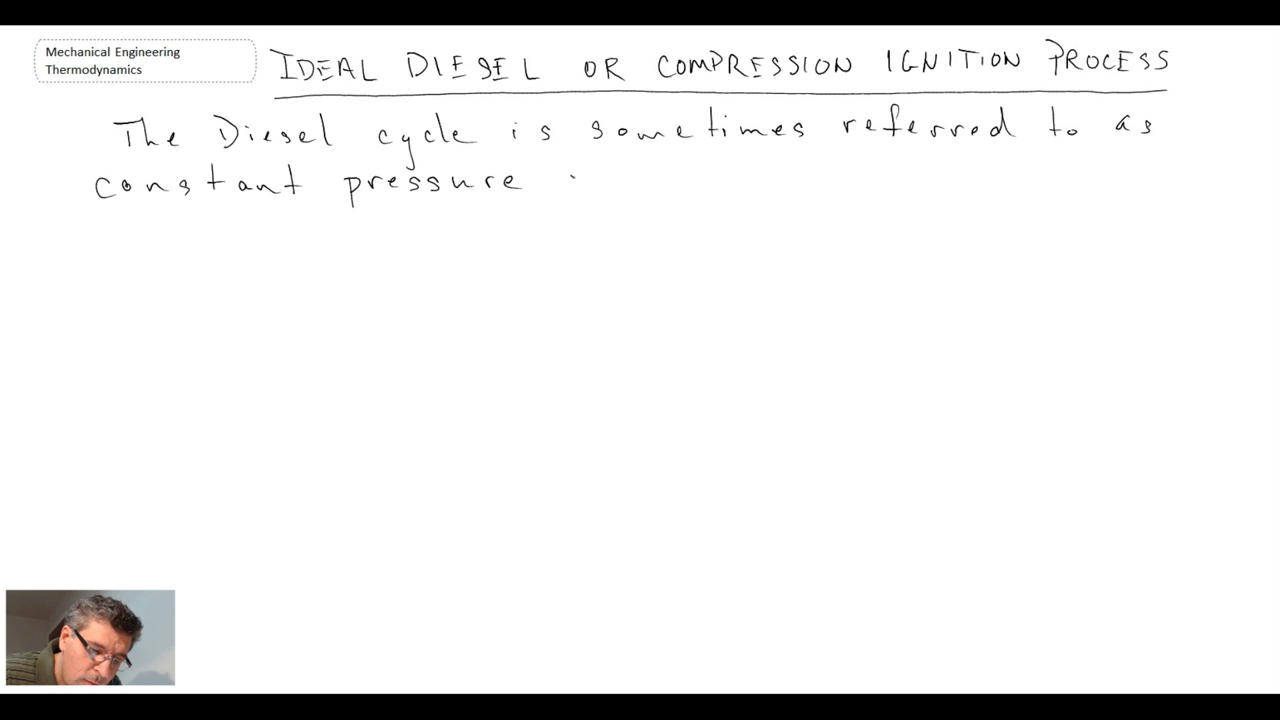 Mechanical Engineering
Thermodynamics
IDEAL DIESEL OR COMPRESSION IGNITION PROCESS
The Diesel cycle is sometimes referred to as
constant pressure